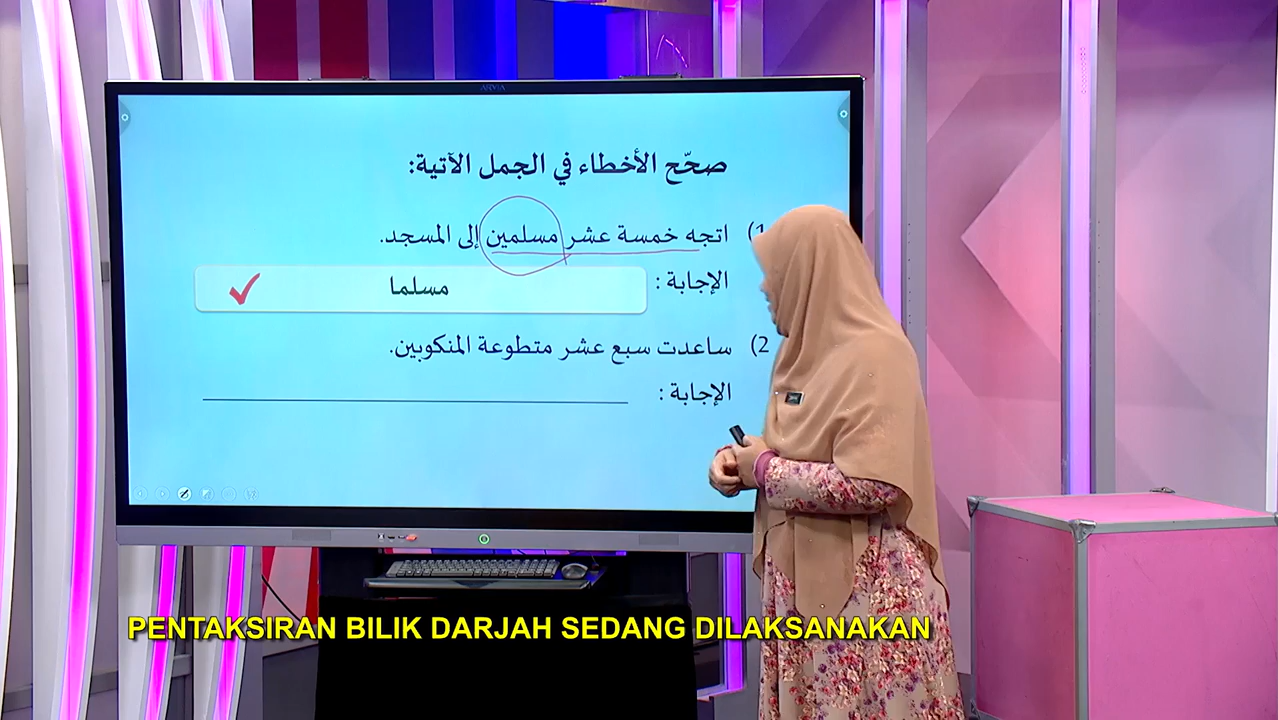 ARVIA
صحّح الأخطاء في الجمل الآتية:
1) اتجه خمسة عشر مسلمين إلى المسجد.
الإجابة : مسلما
2) ساعدت سبع عشر متطوعة المنكوبين.
الإجابة :
PENTAKSIRAN BILIK DARJAH SEDANG DILAKSANAKAN